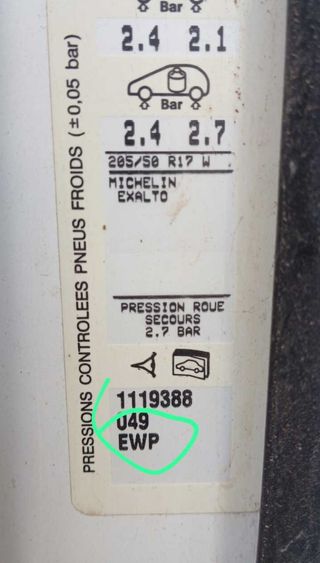 Bar
2.4 2.1
Bar
2.4 2.7
205/50 R17 W
MICHELIN
EXALTO
PRESSION ROUE
SECOURS
2.7 BAR
1119388
049
EWP
PRESSIONS CONTROLEES PNEUS FROIDS (±0,05 bar)